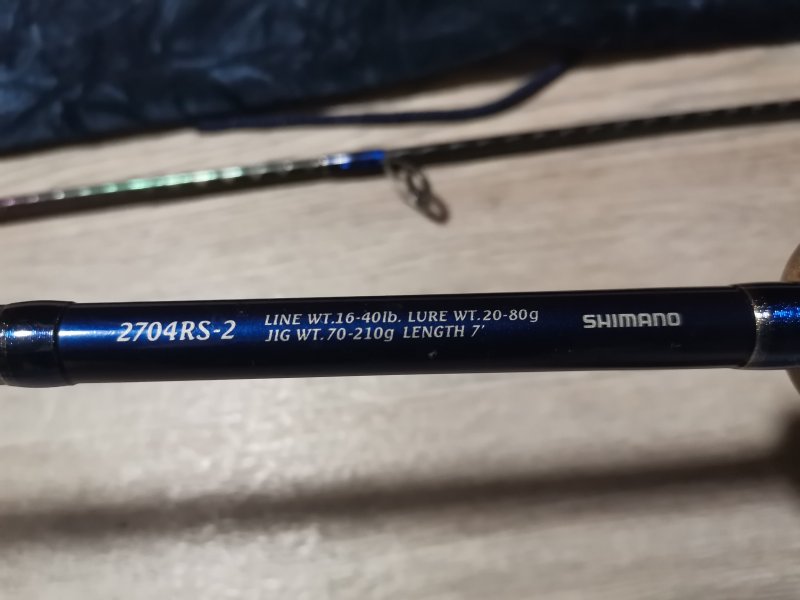 2704RS-2
LINE WT.16-40lb. LURE WT.20-80g
JIG WT.70-210g LENGTH 7'
SHIMANO